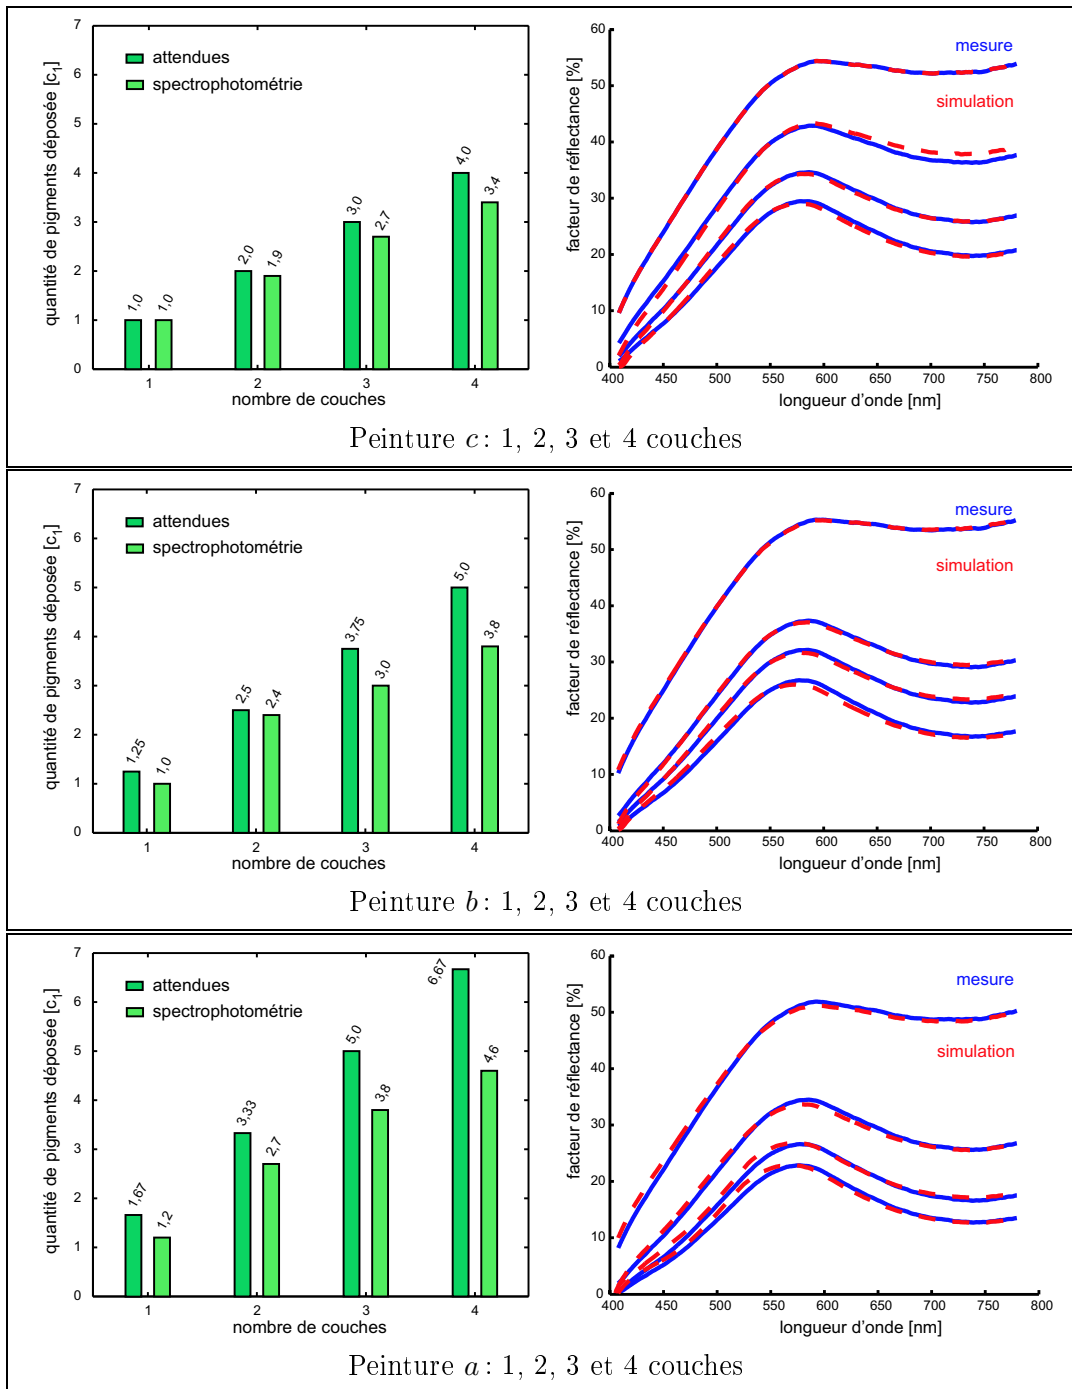 7
6
5
4
3
2
1
0
quantité de pigments déposée [c1]
attendues
spectrophotométrie
1,0
1,0
2,0
1,9
3,0
2,7
4,0
3,4
1 2 3 4
nombre de couches
60
50
40
30
20
10
0
facteur de réflectance [%]
mesure
simulation
400 450 500 550 600 650 700 750 800
longueur d'onde [nm]
Peinture c : 1, 2, 3 et 4 couches
7
6
5
4
3
2
1
0
quantité de pigments déposée [c1]
attendues
spectrophotométrie
1,25
1,0
2,5
2,4
3,75
3,0
5,0
3,8
1 2 3 4
nombre de couches
60
50
40
30
20
10
0
facteur de réflectance [%]
mesure
simulation
400 450 500 550 600 650 700 750 800
longueur d'onde [nm]
Peinture b : 1, 2, 3 et 4 couches
7
6
5
4
3
2
1
0
quantité de pigments déposée [c1]
attendues
spectrophotométrie
1,67
1,2
3,33
2,7
5,0
3,8
6,67
4,6
1 2 3 4
nombre de couches
60
50
40
30
20
10
0
facteur de réflectance [%]
mesure
simulation
400 450 500 550 600 650 700 750 800
longueur d'onde [nm]
Peinture a : 1, 2, 3 et 4 couches